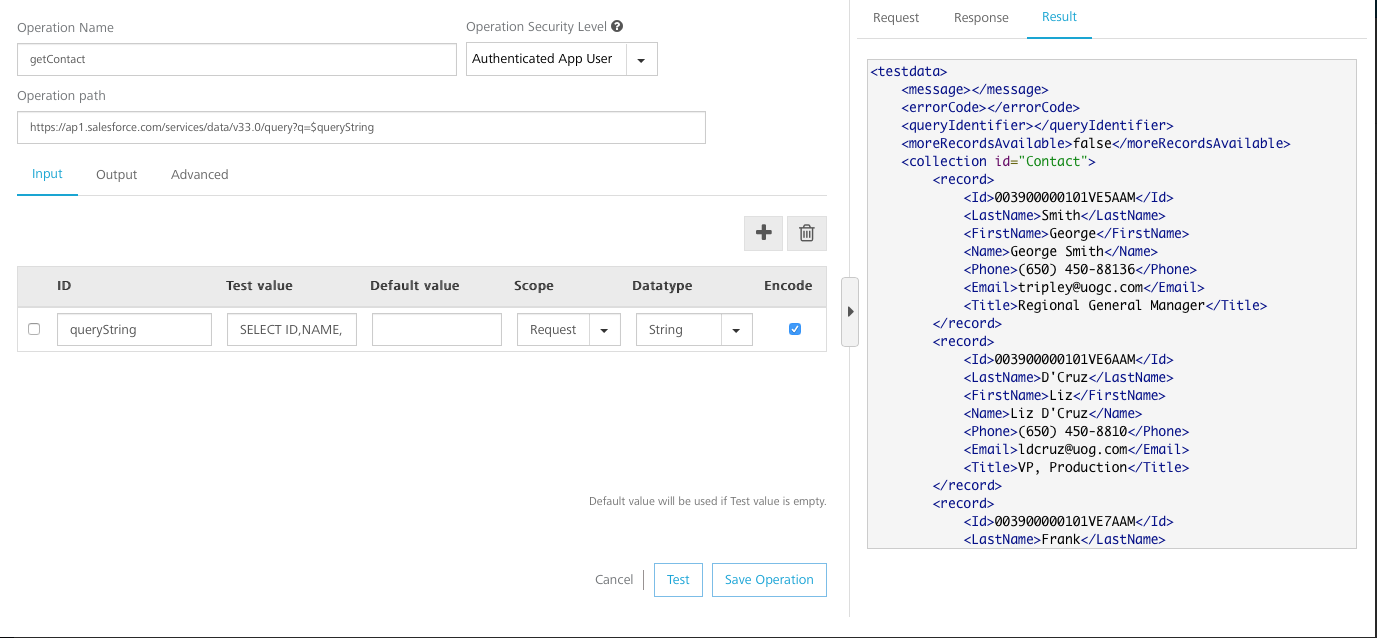 Operation Name
Operation Security Level
getContact
Authenticated App User
Operation path
https://ap1.salesforce.com/services/data/v33.0/query?q=$queryString
Input Output Advanced
ID Test value Default value Scope Datatype Encode
queryString SELECT ID,NAME, Request String
Default value will be used if Test value is empty.
Cancel Test Save Operation
Request Response Result
<testdata>
<message></message>
<errorCode></errorCode>
<queryIdentifier></queryIdentifier>
<moreRecordsAvailable>false</moreRecordsAvailable>
<collection id="Contact">
<record>
<Id>003900000101VE5AAM</Id>
<LastName>Smith</LastName>
<FirstName>George</FirstName>
<Name>George Smith</Name>
<Phone>(650) 450-88136</Phone>
<Email>tripley@uogc.com</Email>
<Title>Regional General Manager</Title>
</record>
<record>
<Id>003900000101VE6AAM</Id>
<LastName>D'Cruz</LastName>
<FirstName>Liz</FirstName>
<Name>Liz D'Cruz</Name>
<Phone>(650) 450-8810</Phone>
<Email>ldcruz@uog.com</Email>
<Title>VP, Production</Title>
</record>
<record>
<Id>003900000101VE7AAM</Id>
<LastName>Frank</LastName>